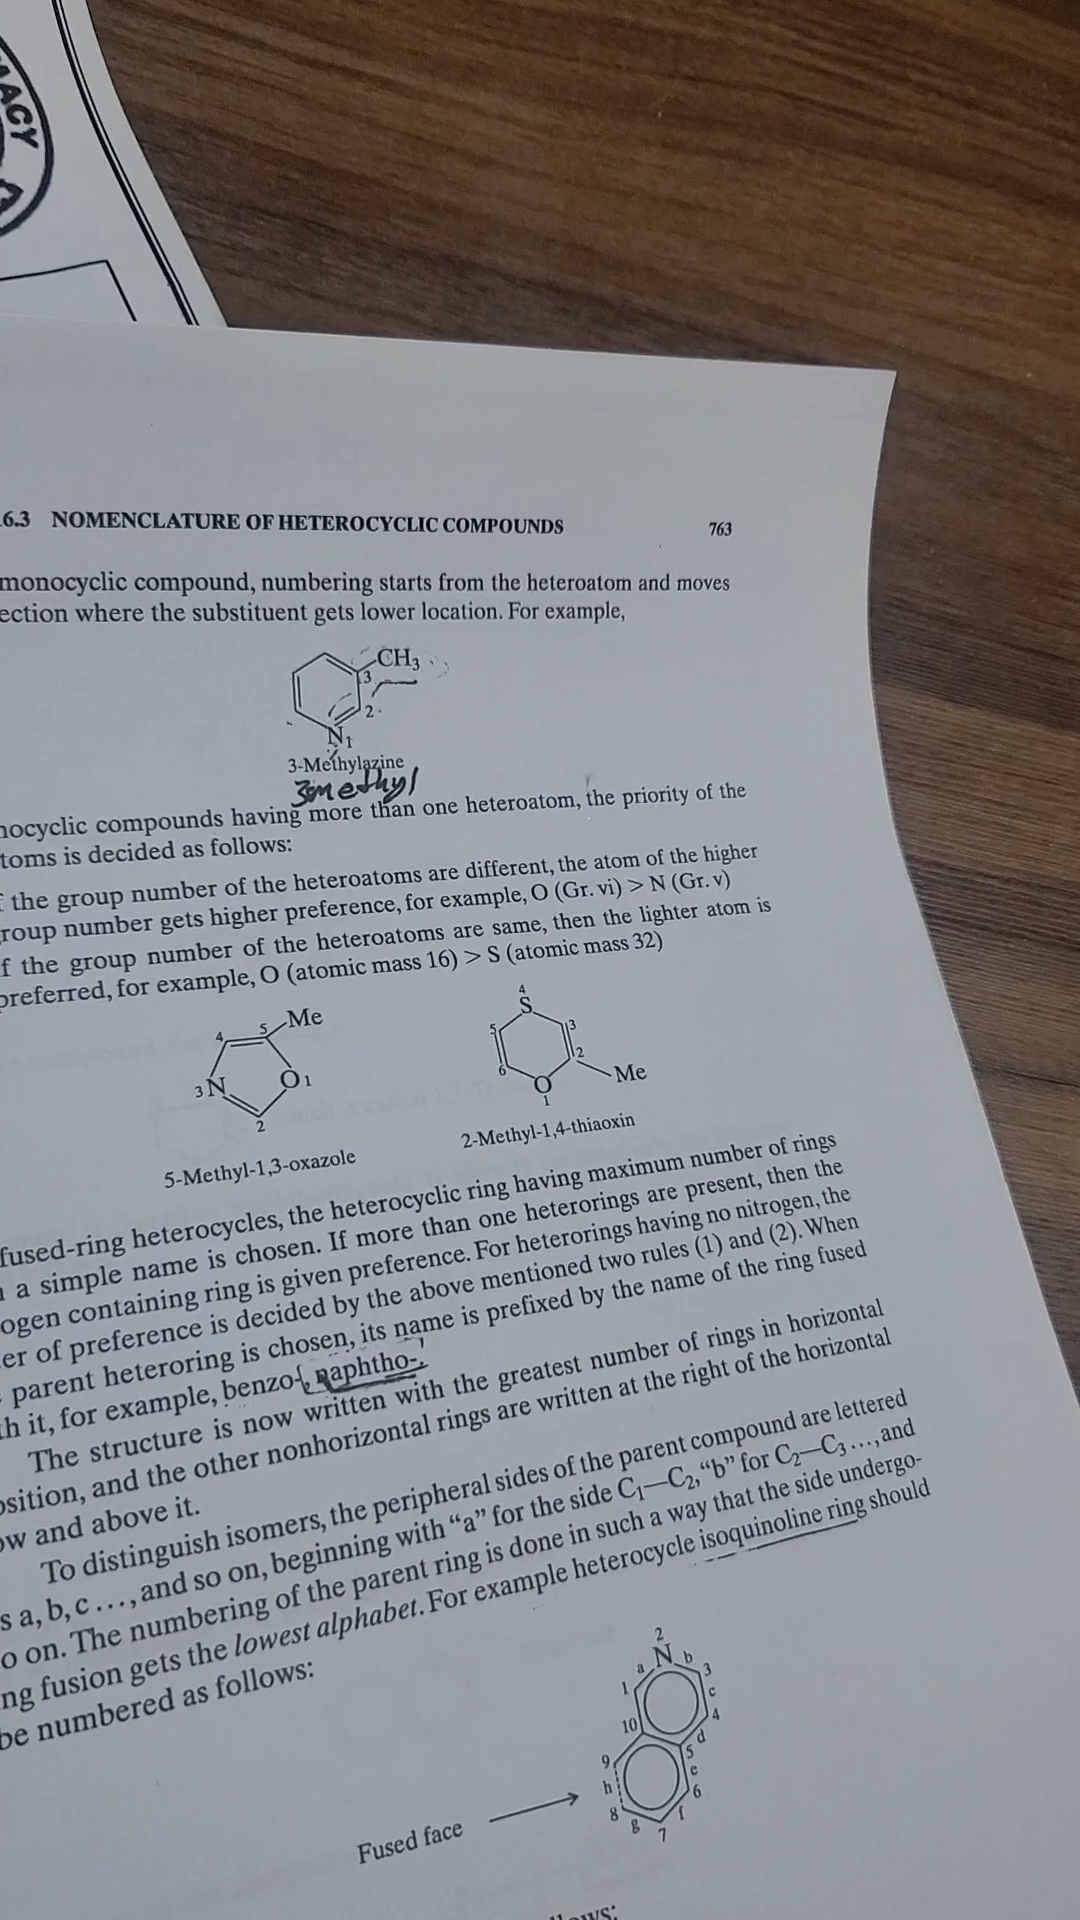 ACY
6.3 NOMENCLATURE OF HETEROCYCLIC COMPOUNDS 763
monocyclic compound, numbering starts from the heteroatom and moves
ection where the substituent gets lower location. For example,
CH3
3
2
N1
3-Methylazine
3methyl
nocyclic compounds having more than one heteroatom, the priority of the
toms is decided as follows:
f the group number of the heteroatoms are different, the atom of the higher
roup number gets higher preference, for example, O (Gr. vi) > N (Gr. v)
f the group number of the heteroatoms are same, then the lighter atom is
preferred, for example, O (atomic mass 16) > S (atomic mass 32)
4 5 Me
3 N O 1
2
5-Methyl-1,3-oxazole
4
S
5 3
6 2
O Me
1
2-Methyl-1,4-thiaoxin
fused-ring heterocycles, the heterocyclic ring having maximum number of rings
a simple name is chosen. If more than one heterorings are present, then the
ogen containing ring is given preference. For heterorings having no nitrogen, the
er of preference is decided by the above mentioned two rules (1) and (2). When
parent heteroring is chosen, its name is prefixed by the name of the ring fused
th it, for example, benzo-, naphtho-,
The structure is now written with the greatest number of rings in horizontal
osition, and the other nonhorizontal rings are written at the right of the horizontal
ow and above it.
To distinguish isomers, the peripheral sides of the parent compound are lettered
s a, b, c ..., and so on, beginning with "a" for the side C1—C2, "b" for C2—C3 ..., and
o on. The numbering of the parent ring is done in such a way that the side undergo-
ng fusion gets the lowest alphabet. For example heterocycle isoquinoline ring should
be numbered as follows:
2
a N b
1 3
c
10 4
d
9 5
h e
8 6
g f
7
Fused face